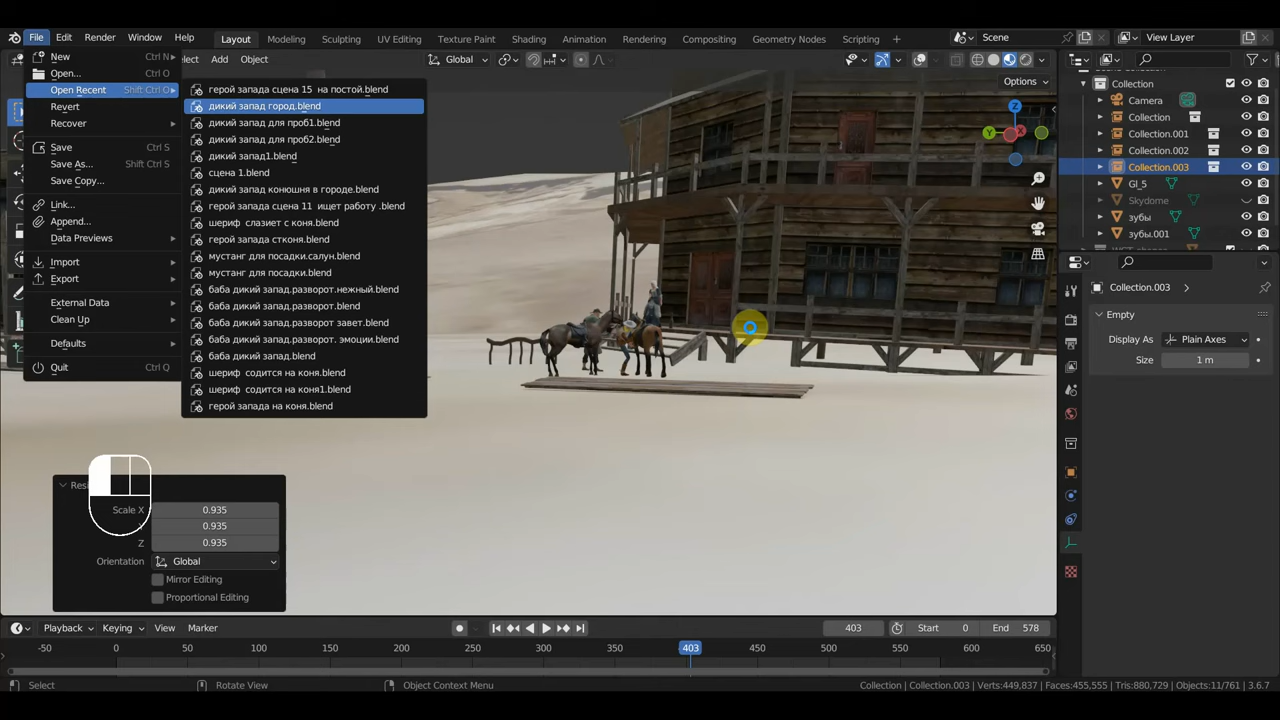 File Edit Render Window Help Layout Modeling Sculpting UV Editing Texture Paint Shading Animation Rendering Compositing Geometry Nodes Scripting Scene View Layer
Add Object Global Options
New Ctrl N
Open... Ctrl O
Open Recent Shift Ctrl O
Revert
Recover
Save Ctrl S
Save As... Shift Ctrl S
Save Copy...
Link...
Append...
Data Previews
Import
Export
External Data
Clean Up
Defaults
Quit Ctrl Q
герой запада сцена 15 на постой.blend
дикий запад город.blend
дикий запад для проб1.blend
дикий запад для проб2.blend
дикий запад1.blend
сцена 1.blend
дикий запад конюшня в городе.blend
герой запада сцена 11 ищет работу .blend
шериф слазиет с коня.blend
герой запада стконя.blend
мустанг для посадки.салун.blend
мустанг для посадки.blend
баба дикий запад.разворот.нежный.blend
баба дикий запад.разворот.blend
баба дикий запад.разворот завет.blend
баба дикий запад.разворот. эмоции.blend
баба дикий запад.blend
шериф содится на коня.blend
шериф содится на коня1.blend
герой запада на коня.blend
Z
Y
X
Collection
Camera
Collection
Collection.001
Collection.002
Collection.003
Gl_5
Skydome
зубы
зубы.001
Collection.003
Empty
Display As Plain Axes
Size 1 m
Scale X 0.935
0.935
Z 0.935
Orientation Global
Mirror Editing
Proportional Editing
Playback Keying View Marker 403 Start 0 End 578
-50 0 50 100 150 200 250 300 350 403 450 500 550 600 650
Select Rotate View Object Context Menu Collection | Collection.003 | Verts:449,837 | Faces:455,555 | Tris:880,729 | Objects:11/761 | 3.6.7